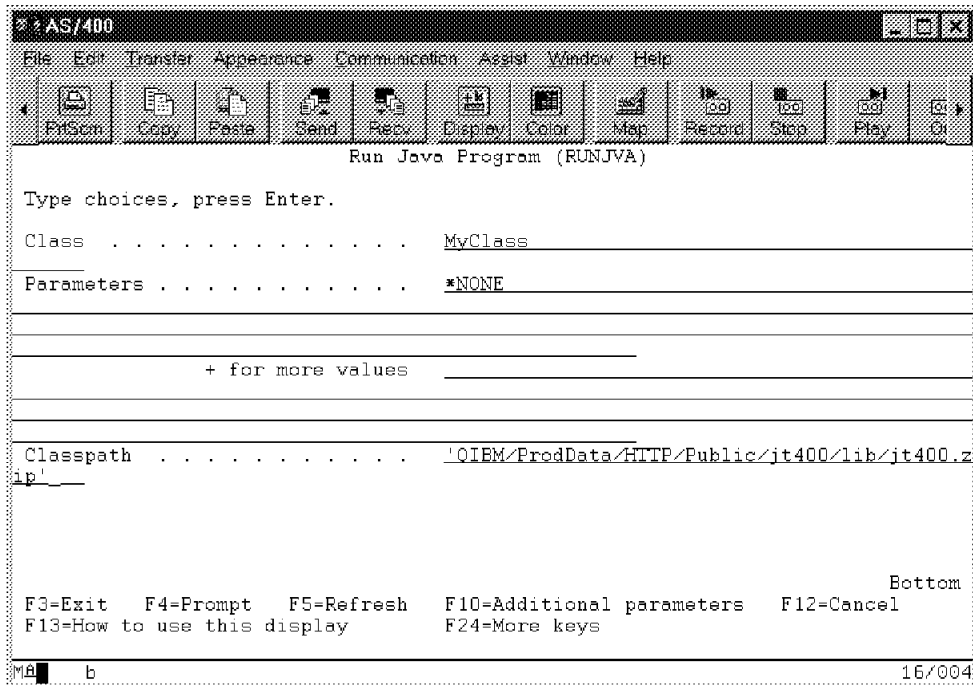 AS/400
File Edit Transfer Appearance Communication Assist Window Help
PrtScrn Copy Paste Send Recv Display Color Map Record Stop Play
Run Java Program (RUNJVA)
Type choices, press Enter.
Class . . . . . . . . . . . . . MyClass
Parameters . . . . . . . . . . . *NONE
+ for more values
Classpath . . . . . . . . . . . 'QIBM/ProdData/HTTP/Public/jt400/lib/jt400.z
ip'
Bottom
F3=Exit F4=Prompt F5=Refresh F10=Additional parameters F12=Cancel
F13=How to use this display F24=More keys
MA b 16/004